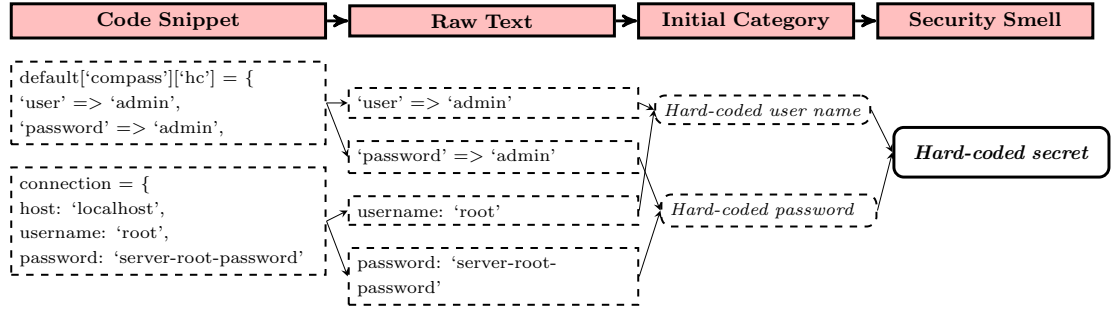 Code Snippet
Raw Text
Initial Category
Security Smell
default[‘compass’][‘hc’] = {
‘user’ => ‘admin’,
‘password’ => ‘admin’,
connection = {
host: ‘localhost’,
username: ‘root’,
password: ‘server-root-password’
‘user’ => ‘admin’
‘password’ => ‘admin’
username: ‘root’
password: ‘server-root-
password’
Hard-coded user name
Hard-coded password
Hard-coded secret